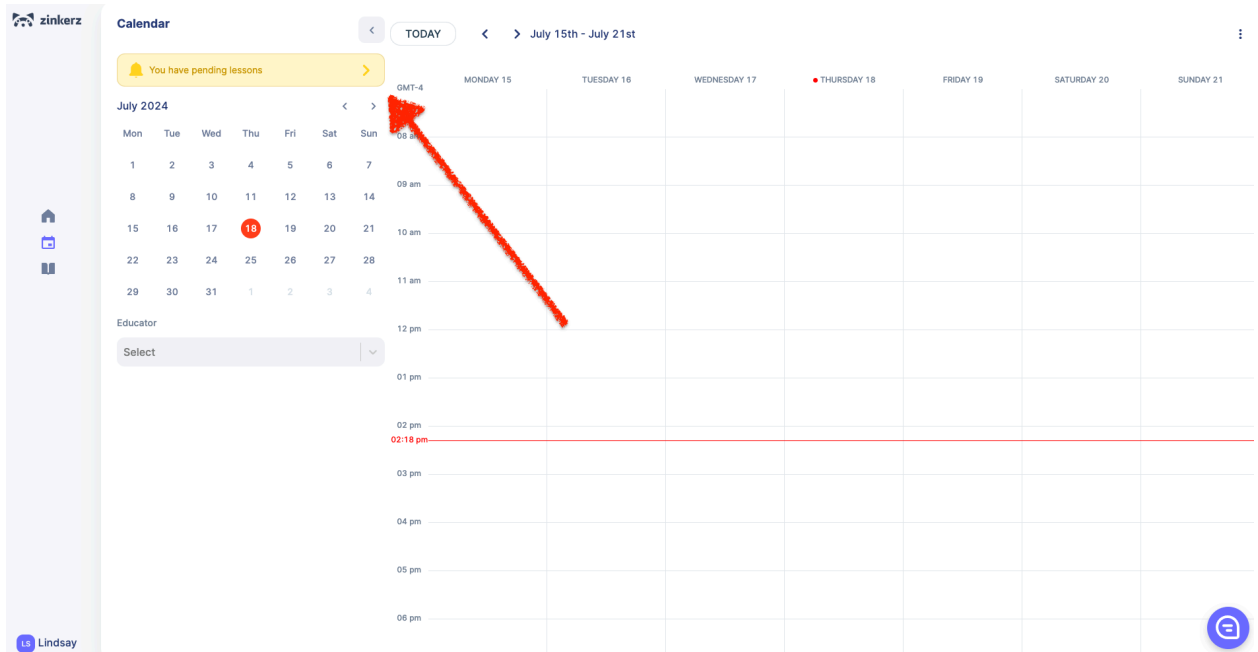 zinkerz
Calendar
You have pending lessons
July 2024
Mon Tue Wed Thu Fri Sat Sun
1 2 3 4 5 6 7
8 9 10 11 12 13 14
15 16 17 18 19 20 21
22 23 24 25 26 27 28
29 30 31 1 2 3 4
Educator
Select
LS Lindsay
TODAY July 15th - July 21st
GMT-4
MONDAY 15 TUESDAY 16 WEDNESDAY 17 THURSDAY 18 FRIDAY 19 SATURDAY 20 SUNDAY 21
08 am
09 am
10 am
11 am
12 pm
01 pm
02 pm
02:18 pm
03 pm
04 pm
05 pm
06 pm